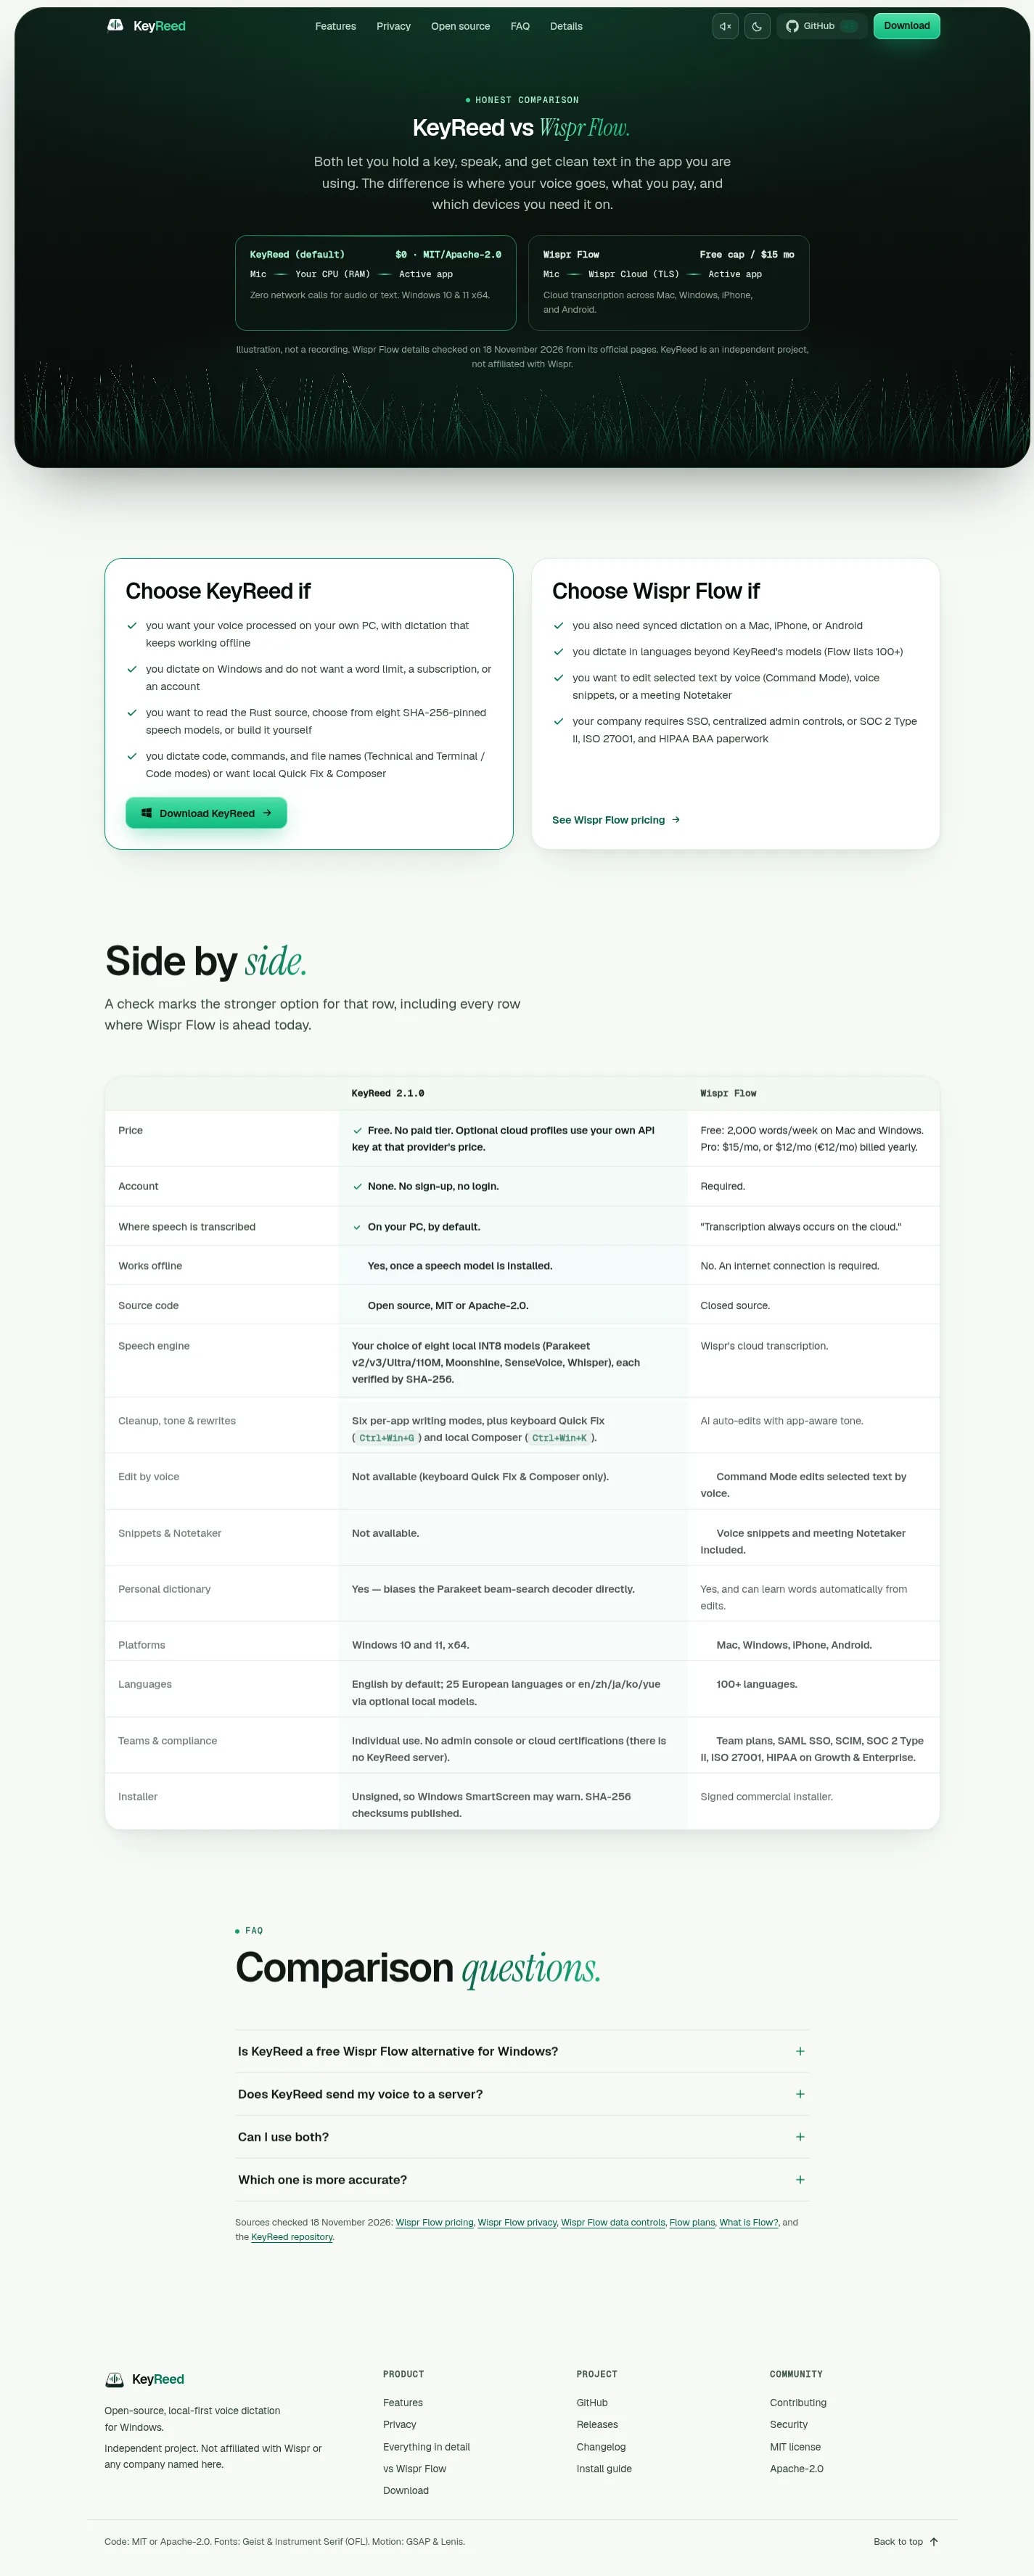 KeyReed
Features
Privacy
Open source
FAQ
Details
GitHub
Download
HONEST COMPARISON
KeyReed vs Wispr Flow.
Both let you hold a key, speak, and get clean text in the app you are
using. The difference is where your voice goes, what you pay, and
which devices you need it on.
KeyReed (default)
$0 · MIT/Apache-2.0
Mic
Your CPU (RAM)
Active app
Zero network calls for audio or text. Windows 10 & 11 x64.
Wispr Flow
Free cap / $15 mo
Mic
Wispr Cloud (TLS)
Active app
Cloud transcription across Mac, Windows, iPhone,
and Android.
Illustration, not a recording. Wispr Flow details checked on 18 November 2026 from its official pages. KeyReed is an independent project,
not affiliated with Wispr.
Choose KeyReed if
you want your voice processed on your own PC, with dictation that
keeps working offline
you dictate on Windows and do not want a word limit, a subscription, or
an account
you want to read the Rust source, choose from eight SHA-256-pinned
speech models, or build it yourself
you dictate code, commands, and file names (Technical and Terminal /
Code modes) or want local Quick Fix & Composer
Download KeyReed →
Choose Wispr Flow if
you also need synced dictation on a Mac, iPhone, or Android
you dictate in languages beyond KeyReed's models (Flow lists 100+)
you want to edit selected text by voice (Command Mode), voice
snippets, or a meeting Notetaker
your company requires SSO, centralized admin controls, or SOC 2 Type
II, ISO 27001, and HIPAA BAA paperwork
See Wispr Flow pricing →
Side by side.
A check marks the stronger option for that row, including every row
where Wispr Flow is ahead today.
KeyReed 2.1.0
Wispr Flow
Price
✓ Free. No paid tier. Optional cloud profiles use your own API
key at that provider's price.
Free: 2,000 words/week on Mac and Windows.
Pro: $15/mo, or $12/mo (€12/mo) billed yearly.
Account
✓ None. No sign-up, no login.
Required.
Where speech is transcribed
✓ On your PC, by default.
"Transcription always occurs on the cloud."
Works offline
Yes, once a speech model is installed.
No. An internet connection is required.
Source code
Open source, MIT or Apache-2.0.
Closed source.
Speech engine
Your choice of eight local INT8 models (Parakeet
v2/v3/Ultra/110M, Moonshine, SenseVoice, Whisper), each
verified by SHA-256.
Wispr's cloud transcription.
Cleanup, tone & rewrites
Six per-app writing modes, plus keyboard Quick Fix
(Ctrl+Win+G) and local Composer (Ctrl+Win+K).
AI auto-edits with app-aware tone.
Edit by voice
Not available (keyboard Quick Fix & Composer only).
Command Mode edits selected text by
voice.
Snippets & Notetaker
Not available.
Voice snippets and meeting Notetaker
included.
Personal dictionary
Yes — biases the Parakeet beam-search decoder directly.
Yes, and can learn words automatically from
edits.
Platforms
Windows 10 and 11, x64.
Mac, Windows, iPhone, Android.
Languages
English by default; 25 European languages or en/zh/ja/ko/yue
via optional local models.
100+ languages.
Teams & compliance
Individual use. No admin console or cloud certifications (there is
no KeyReed server).
Team plans, SAML SSO, SCIM, SOC 2 Type
II, ISO 27001, HIPAA on Growth & Enterprise.
Installer
Unsigned, so Windows SmartScreen may warn. SHA-256
checksums published.
Signed commercial installer.
FAQ
Comparison questions.
Is KeyReed a free Wispr Flow alternative for Windows?
Does KeyReed send my voice to a server?
Can I use both?
Which one is more accurate?
Sources checked 18 November 2026: Wispr Flow pricing, Wispr Flow privacy, Wispr Flow data controls, Flow plans, What is Flow?, and
the KeyReed repository.
KeyReed
Open-source, local-first voice dictation
for Windows.
Independent project. Not affiliated with Wispr or
any company named here.
PRODUCT
Features
Privacy
Everything in detail
vs Wispr Flow
Download
PROJECT
GitHub
Releases
Changelog
Install guide
COMMUNITY
Contributing
Security
MIT license
Apache-2.0
Code: MIT or Apache-2.0. Fonts: Geist & Instrument Serif (OFL). Motion: GSAP & Lenis.
Back to top ↑